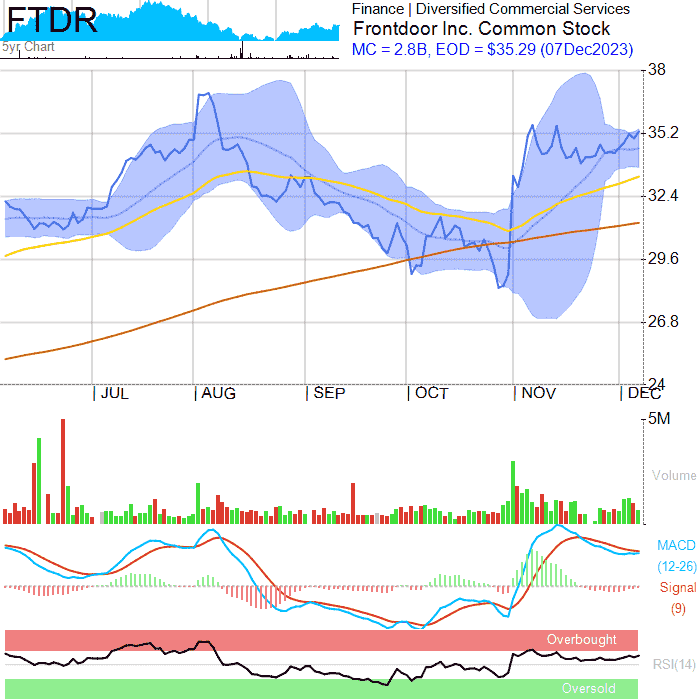 FTDR
5yr Chart
Finance | Diversified Commercial Services
Frontdoor Inc. Common Stock
MC = 2.8B, EOD = $35.29 (07Dec2023)
38
35.2
32.4
29.6
26.8
24
JUL AUG SEP OCT NOV DEC
5M
Volume
MACD
(12-26)
Signal
(9)
Overbought
RSI(14)
Oversold